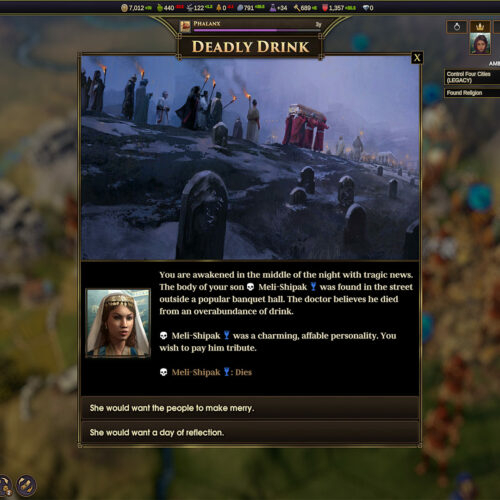 7,012
440
122
791
+34
689
1,357
0
Phalanx
3y
DEADLY DRINK
X
Control Four Cities
(LEGACY)
Found Religion
You are awakened in the middle of the night with tragic news.
The body of your son Meli-Shipak was found in the street
outside a popular banquet hall. The doctor believes he died
from an overabundance of drink.
Meli-Shipak was a charming, affable personality. You
wish to pay him tribute.
Meli-Shipak : Dies
She would want the people to make merry.
She would want a day of reflection.